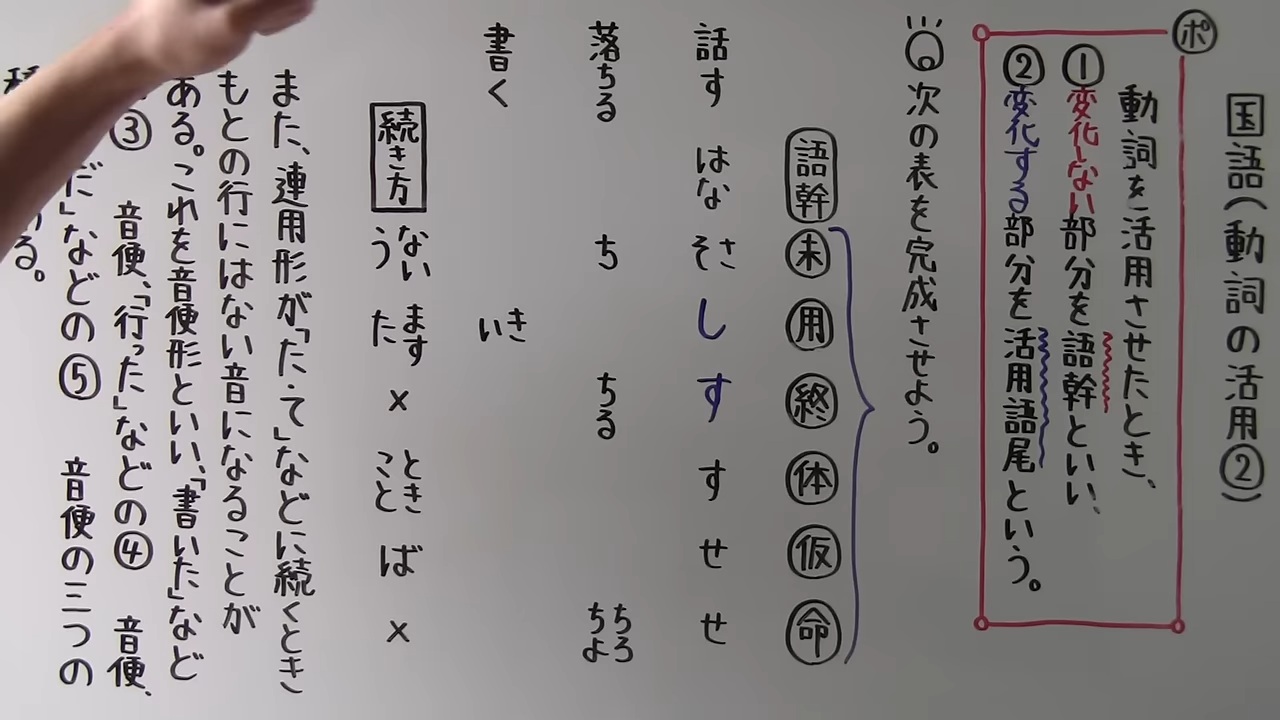 国語(動詞の活用②)
ポ
動詞を活用させたとき、
①変化しない部分を語幹といい、
②変化する部分を活用語尾という。
Q 次の表を完成させよう。
語幹 未 用 終 体 仮 命
話す はな さ そ し す す せ せ
落ちる ち ちる ちろ ちよ
書く き い
続き方 ない う ます た × とき こと ば ×
また、連用形が「たて」などに続くとき
もとの行にはない音になることが
ある。これを音便形といい、「書いた」など
③ 音便、「行った」などの④ 音便、
だ」などの⑤ 音便の三つの
る。